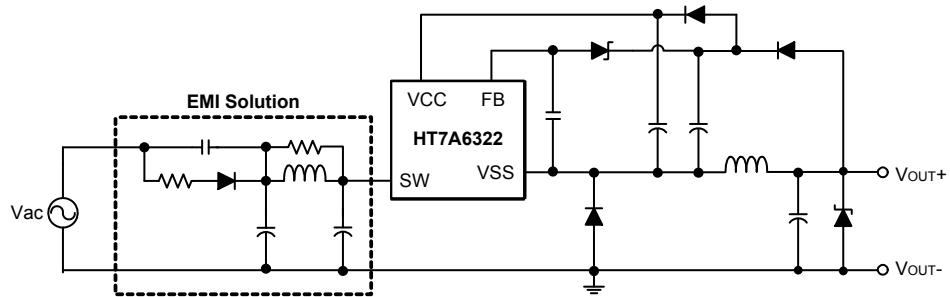 EMI Solution
VCC FB
HT7A6322
SW VSS
Vac
VOUT+
VOUT-